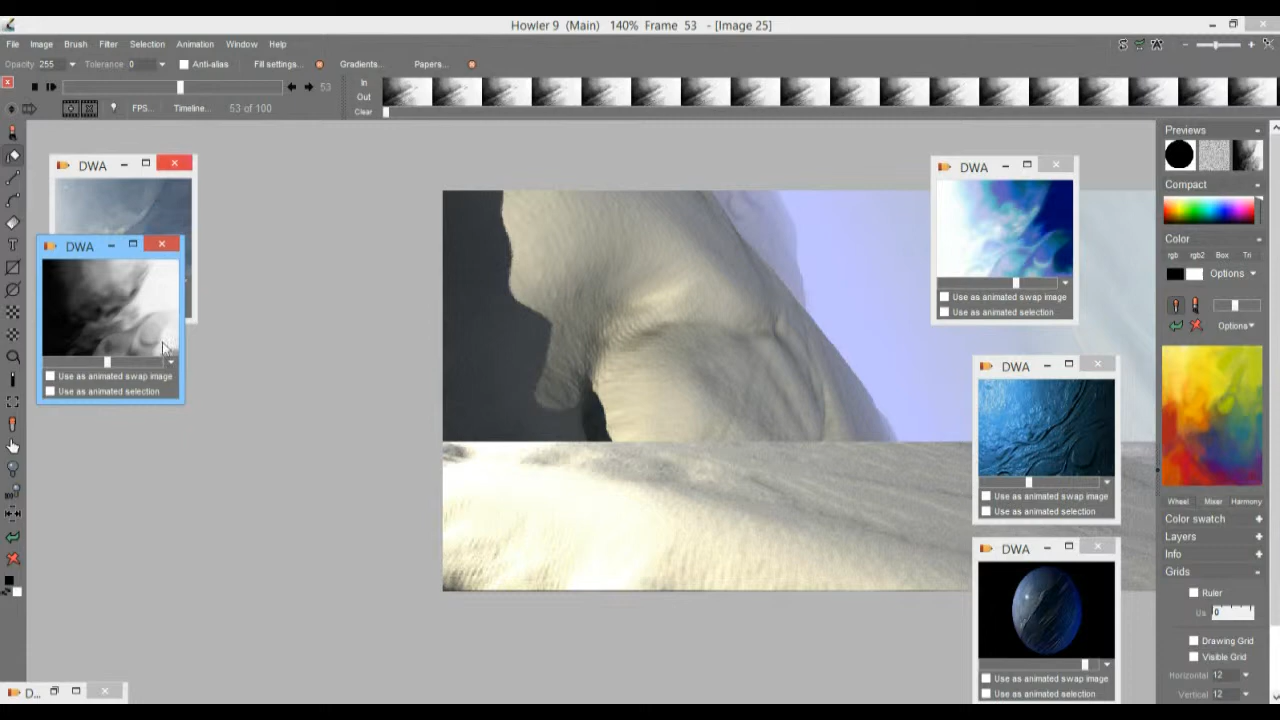 Howler 9 (Main) 140% Frame 53 - [Image 25]
File Image Brush Filter Selection Animation Window Help
Opacity 255 Tolerance 0 Anti-alias Fill settings... Gradients... Papers...
53
In
Out
Clear
FPS... Timeline... 53 of 100
DWA
DWA
Use as animated swap image
Use as animated selection
DWA
Use as animated swap image
Use as animated selection
DWA
Use as animated swap image
Use as animated selection
DWA
Use as animated swap image
Use as animated selection
D...
Previews
Compact
Color
rgb rgb2 Box Tri
Options
Options
Wheel Mixer Harmony
Color swatch
Layers
Info
Grids
Ruler
0
Drawing Grid
Visible Grid
Horizontal 12
Vertical 12